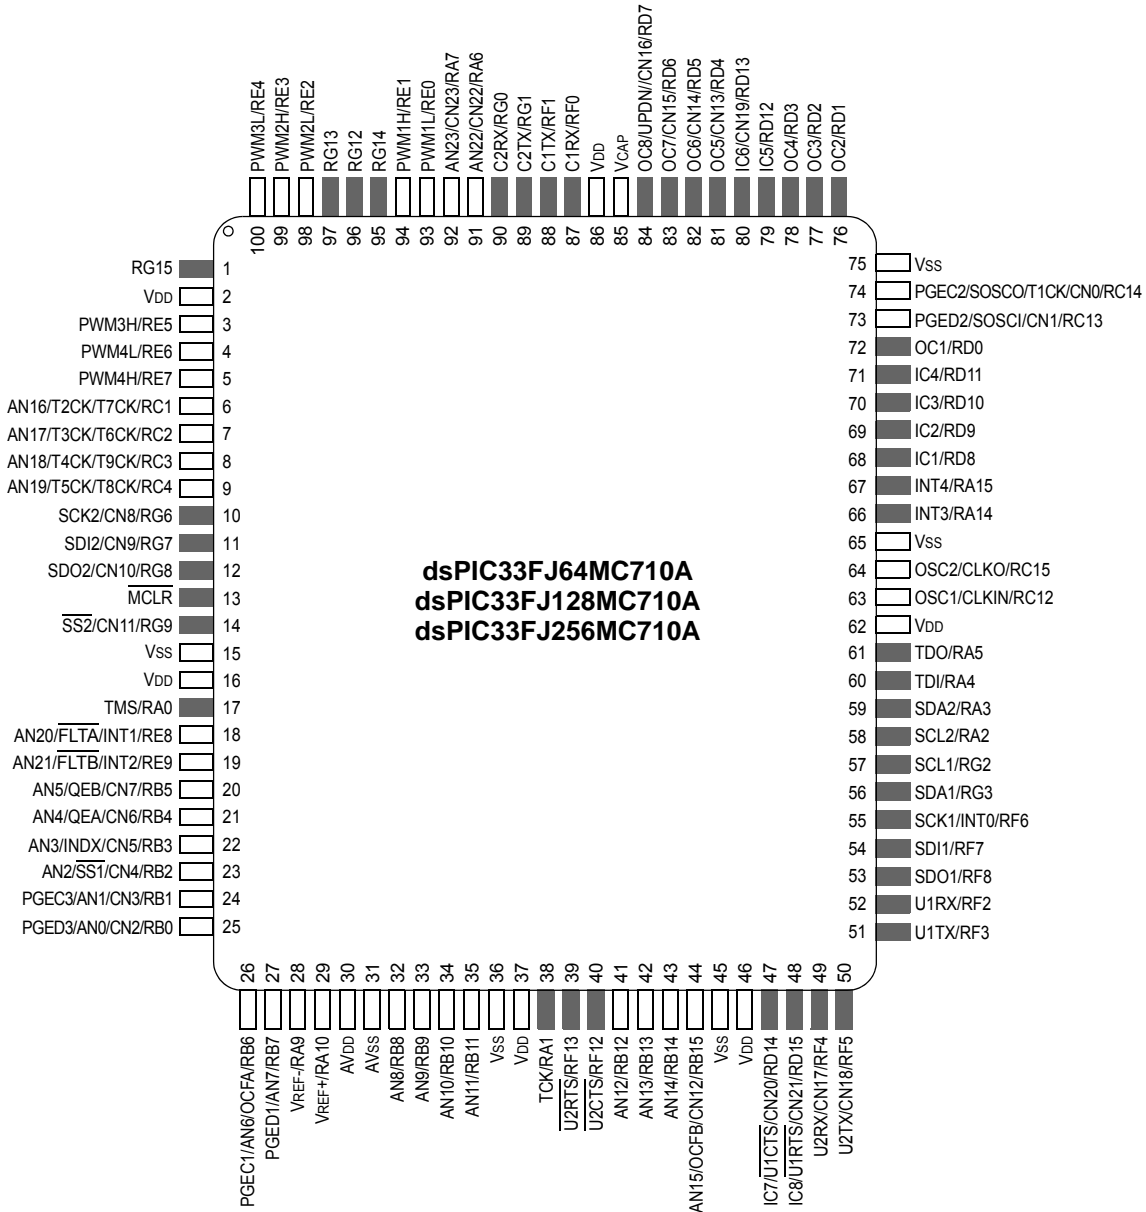 PWM3L/RE4
PWM2H/RE3
PWM2L/RE2
RG13
RG12
RG14
PWM1H/RE1
PWM1L/RE0
AN23/CN23/RA7
AN22/CN22/RA6
C2RX/RG0
C2TX/RG1
C1TX/RF1
C1RX/RF0
VDD
VCAP
OC8/UPDN//CN16/RD7
OC7/CN15/RD6
OC6/CN14/RD5
OC5/CN13/RD4
IC6/CN19/RD13
IC5/RD12
OC4/RD3
OC3/RD2
OC2/RD1
100
99
98
97
96
95
94
93
92
91
90
89
88
87
86
85
84
83
82
81
80
79
78
77
76
RG15 1
VDD 2
PWM3H/RE5 3
PWM4L/RE6 4
PWM4H/RE7 5
AN16/T2CK/T7CK/RC1 6
AN17/T3CK/T6CK/RC2 7
AN18/T4CK/T9CK/RC3 8
AN19/T5CK/T8CK/RC4 9
SCK2/CN8/RG6 10
SDI2/CN9/RG7 11
SDO2/CN10/RG8 12
MCLR 13
SS2/CN11/RG9 14
VSS 15
VDD 16
TMS/RA0 17
AN20/FLTA/INT1/RE8 18
AN21/FLTB/INT2/RE9 19
AN5/QEB/CN7/RB5 20
AN4/QEA/CN6/RB4 21
AN3/INDX/CN5/RB3 22
AN2/SS1/CN4/RB2 23
PGEC3/AN1/CN3/RB1 24
PGED3/AN0/CN2/RB0 25
dsPIC33FJ64MC710A
dsPIC33FJ128MC710A
dsPIC33FJ256MC710A
75 VSS
74 PGEC2/SOSCO/T1CK/CN0/RC14
73 PGED2/SOSCI/CN1/RC13
72 OC1/RD0
71 IC4/RD11
70 IC3/RD10
69 IC2/RD9
68 IC1/RD8
67 INT4/RA15
66 INT3/RA14
65 VSS
64 OSC2/CLKO/RC15
63 OSC1/CLKIN/RC12
62 VDD
61 TDO/RA5
60 TDI/RA4
59 SDA2/RA3
58 SCL2/RA2
57 SCL1/RG2
56 SDA1/RG3
55 SCK1/INT0/RF6
54 SDI1/RF7
53 SDO1/RF8
52 U1RX/RF2
51 U1TX/RF3
26
27
28
29
30
31
32
33
34
35
36
37
38
39
40
41
42
43
44
45
46
47
48
49
50
PGEC1/AN6/OCFA/RB6
PGED1/AN7/RB7
VREF-/RA9
VREF+/RA10
AVDD
AVSS
AN8/RB8
AN9/RB9
AN10/RB10
AN11/RB11
VSS
VDD
TCK/RA1
U2RTS/RF13
U2CTS/RF12
AN12/RB12
AN13/RB13
AN14/RB14
AN15/OCFB/CN12/RB15
VSS
VDD
IC7/U1CTS/CN20/RD14
IC8/U1RTS/CN21/RD15
U2RX/CN17/RF4
U2TX/CN18/RF5